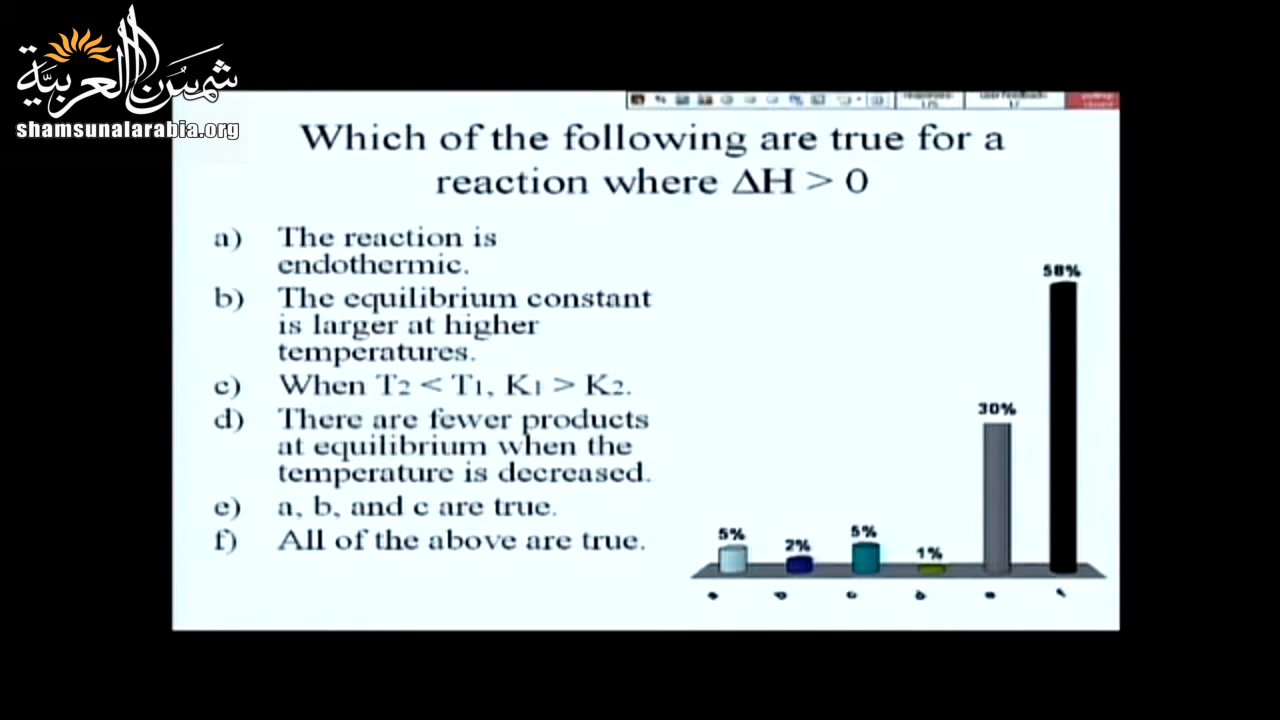 شمسُ العربيّة
shamsunalarabia.org
Which of the following are true for a
reaction where ΔH > 0
a) The reaction is
endothermic.
b) The equilibrium constant
is larger at higher
temperatures.
c) When T2 < T1, K1 > K2.
d) There are fewer products
at equilibrium when the
temperature is decreased.
e) a, b, and c are true.
f) All of the above are true.
5%
2%
5%
1%
30%
58%